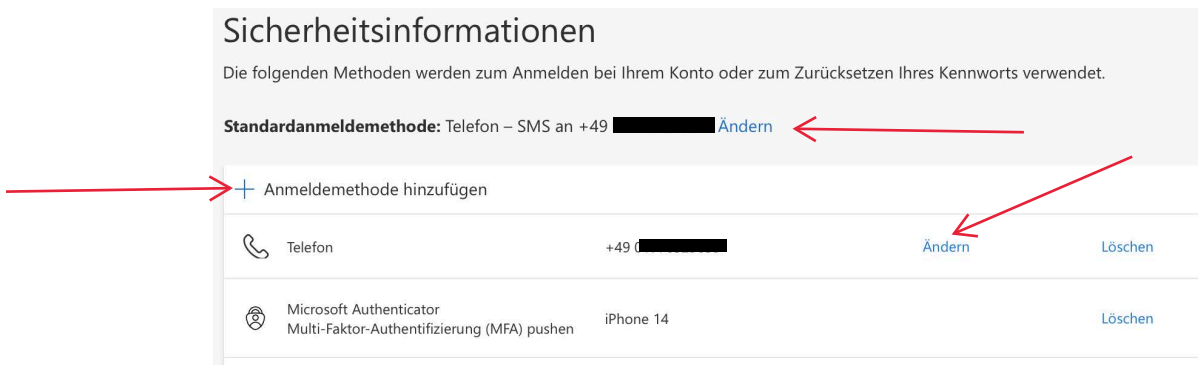 Sicherheitsinformationen
Die folgenden Methoden werden zum Anmelden bei Ihrem Konto oder zum Zurücksetzen Ihres Kennworts verwendet.
Standardanmeldemethode: Telefon – SMS an +49 Ändern
Anmeldemethode hinzufügen
Telefon +49 Ändern Löschen
Microsoft Authenticator
Multi-Faktor-Authentifizierung (MFA) pushen iPhone 14 Löschen